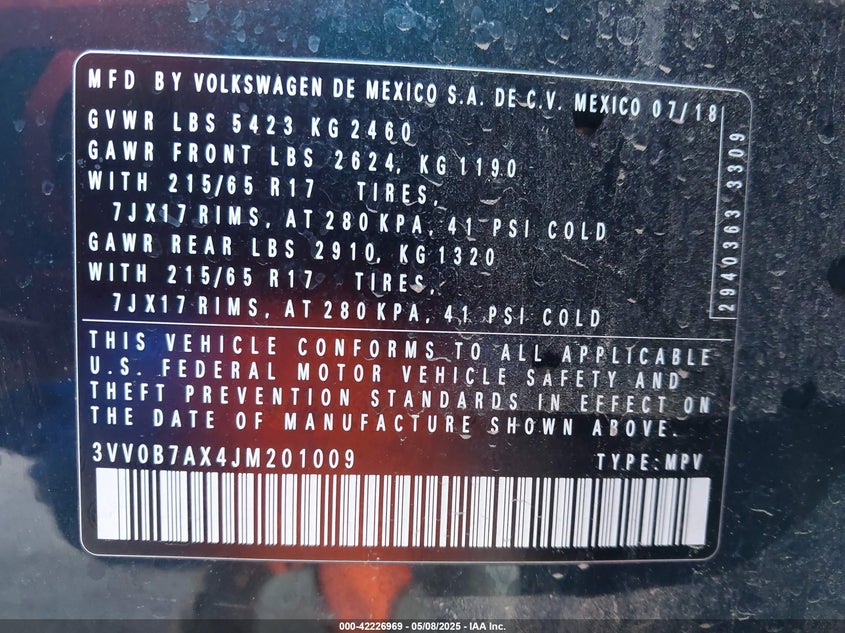 MFD BY VOLKSWAGEN DE MEXICO S.A. DE C.V. MEXICO 07/18
GVWR LBS 5423 KG 2460
GAWR FRONT LBS 2624, KG 1190
WITH 215/65 R17 TIRES,
7JX17 RIMS, AT 280 KPA, 41 PSI COLD
GAWR REAR LBS 2910, KG 1320
WITH 215/65 R17 TIRES,
7JX17 RIMS, AT 280 KPA, 41 PSI COLD
2940363 3309
THIS VEHICLE CONFORMS TO ALL APPLICABLE
U.S. FEDERAL MOTOR VEHICLE SAFETY AND
THEFT PREVENTION STANDARDS IN EFFECT ON
THE DATE OF MANUFACTURE SHOWN ABOVE.
3VV0B7AX4JM201009 TYPE: MPV
000-42226969 - 05/08/2025 - IAA Inc.